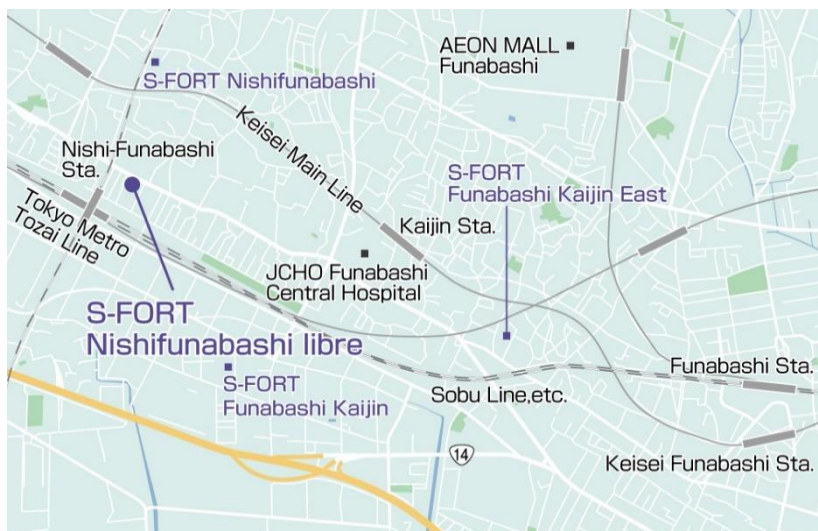 AEON MALL
Funabashi
S-FORT Nishifunabashi
Keisei Main Line
Nishi-Funabashi
Sta.
S-FORT
Funabashi Kaijin East
Tokyo Metro
Tozai Line
Kaijin Sta.
JCHO Funabashi
Central Hospital
S-FORT
Nishifunabashi libre
S-FORT
Funabashi Kaijin
Sobu Line,etc.
Funabashi Sta.
14
Keisei Funabashi Sta.